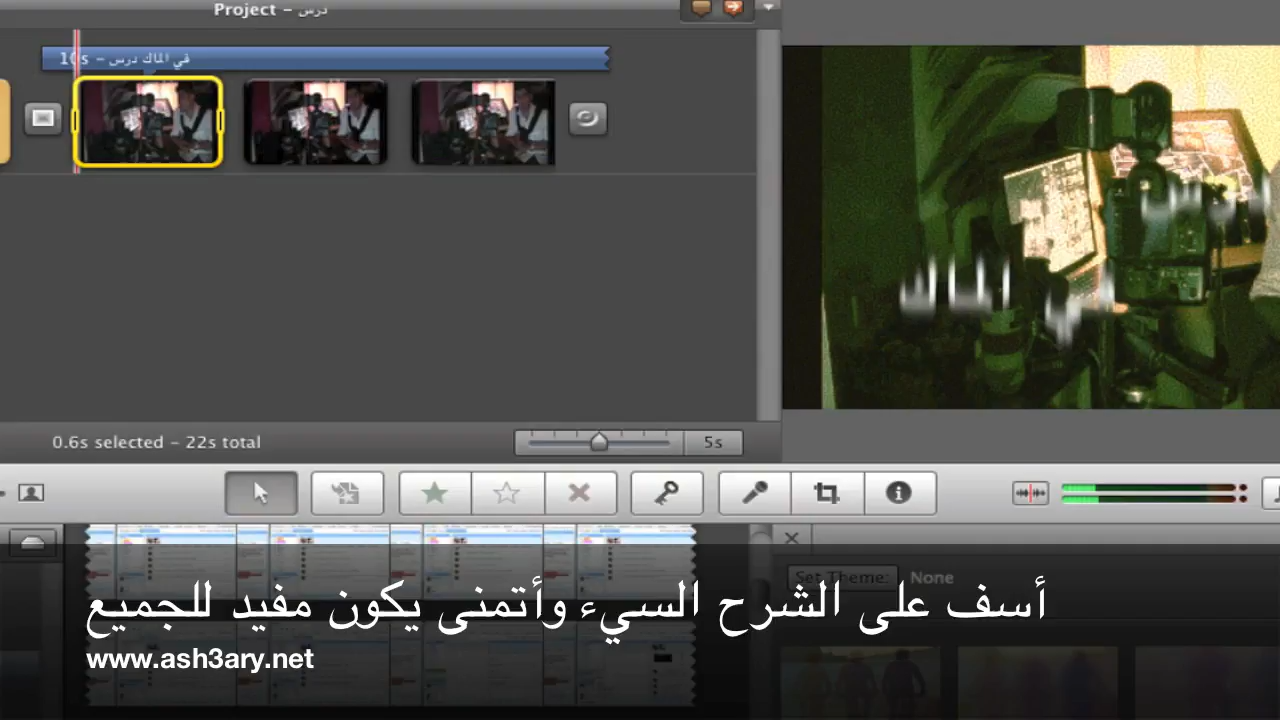 Project – درس
10s – في الماك درس
0.6s selected – 22s total
5s
Set Theme: None
أسف على الشرح السيء وأتمنى يكون مفيد للجميع
www.ash3ary.net